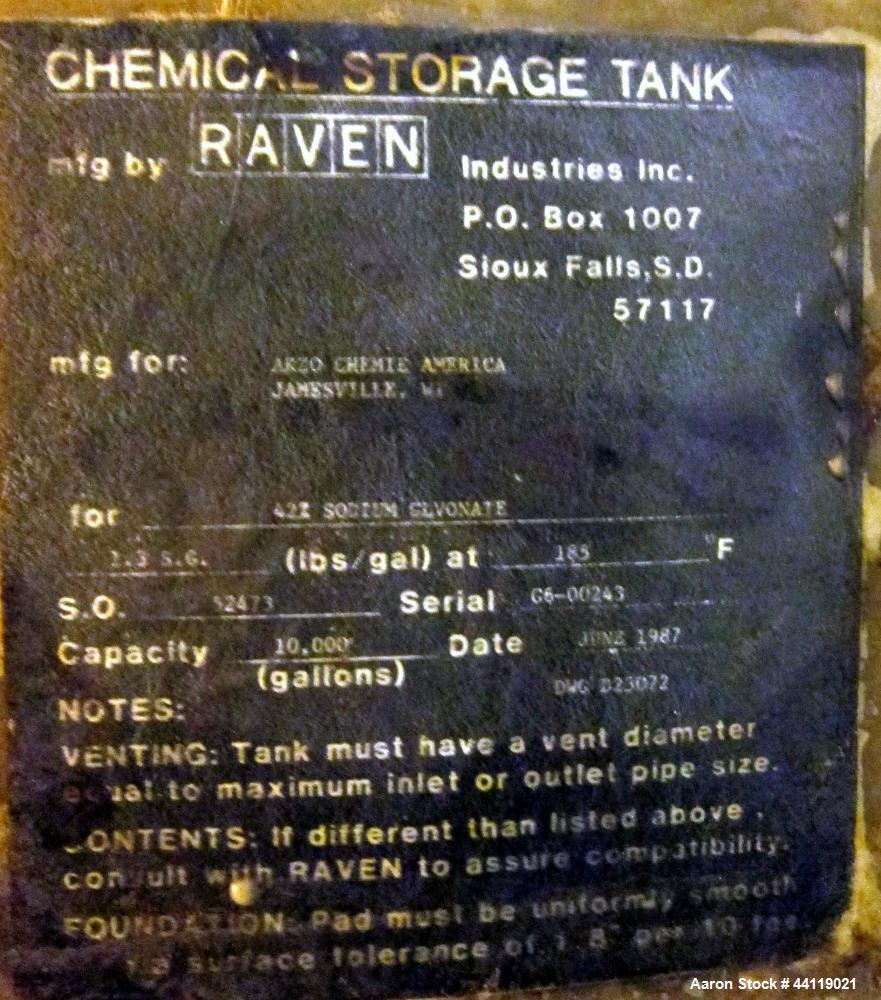 CHEMICAL STORAGE TANK
mfg by RAVEN Industries Inc.
P.O. Box 1007
Sioux Falls,S.D.
57117
mfg for: AKZO CHEMIE AMERICA
JANESVILLE, WI
for 42% SODIUM GLVONATE
1.3 S.G. (lbs/gal) at 185 °F
S.O. 52473 Serial G6-00243
Capacity 10,000 Date JUNE 1987
(gallons) DWG D23072
NOTES:
VENTING: Tank must have a vent diameter
equal to maximum inlet or outlet pipe size.
CONTENTS: If different than listed above ,
consult with RAVEN to assure compatibility.
FOUNDATION: Pad must be uniformly smooth
surface tolerance of per 10
Aaron Stock # 44119021